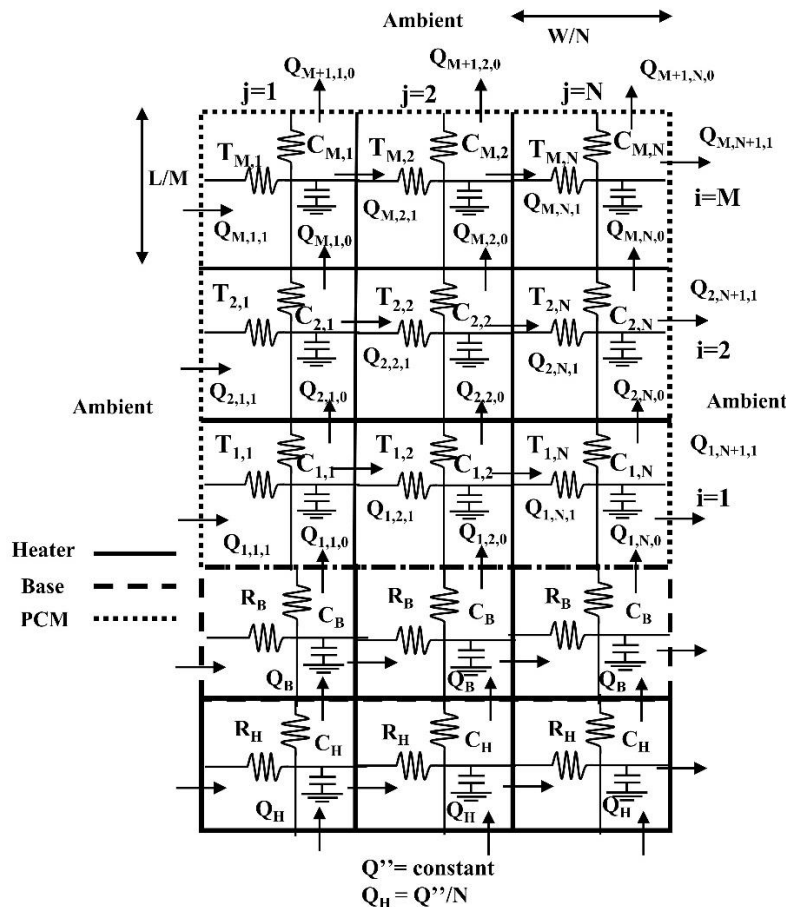 Ambient
W/N
Q_{M+1,1,0}
Q_{M+1,2,0}
Q_{M+1,N,0}
j=1
j=2
j=N
L/M
T_{M,1}
C_{M,1}
T_{M,2}
C_{M,2}
T_{M,N}
C_{M,N}
Q_{M,N+1,1}
i=M
Q_{M,1,1}
Q_{M,1,0}
Q_{M,2,1}
Q_{M,2,0}
Q_{M,N,1}
Q_{M,N,0}
T_{2,1}
C_{2,1}
T_{2,2}
C_{2,2}
T_{2,N}
C_{2,N}
Q_{2,N+1,1}
i=2
Q_{2,1,1}
Q_{2,1,0}
Q_{2,2,1}
Q_{2,2,0}
Q_{2,N,1}
Q_{2,N,0}
Ambient
Ambient
T_{1,1}
C_{1,1}
T_{1,2}
C_{1,2}
T_{1,N}
C_{1,N}
Q_{1,N+1,1}
i=1
Q_{1,1,1}
Q_{1,1,0}
Q_{1,2,1}
Q_{1,2,0}
Q_{1,N,1}
Q_{1,N,0}
Heater
Base
PCM
R_B
C_B
R_B
C_B
R_B
C_B
Q_B
Q_B
Q_B
R_H
C_H
R_H
C_H
R_H
C_H
Q_H
Q_H
Q_H
Q’’= constant
Q_H = Q’’/N